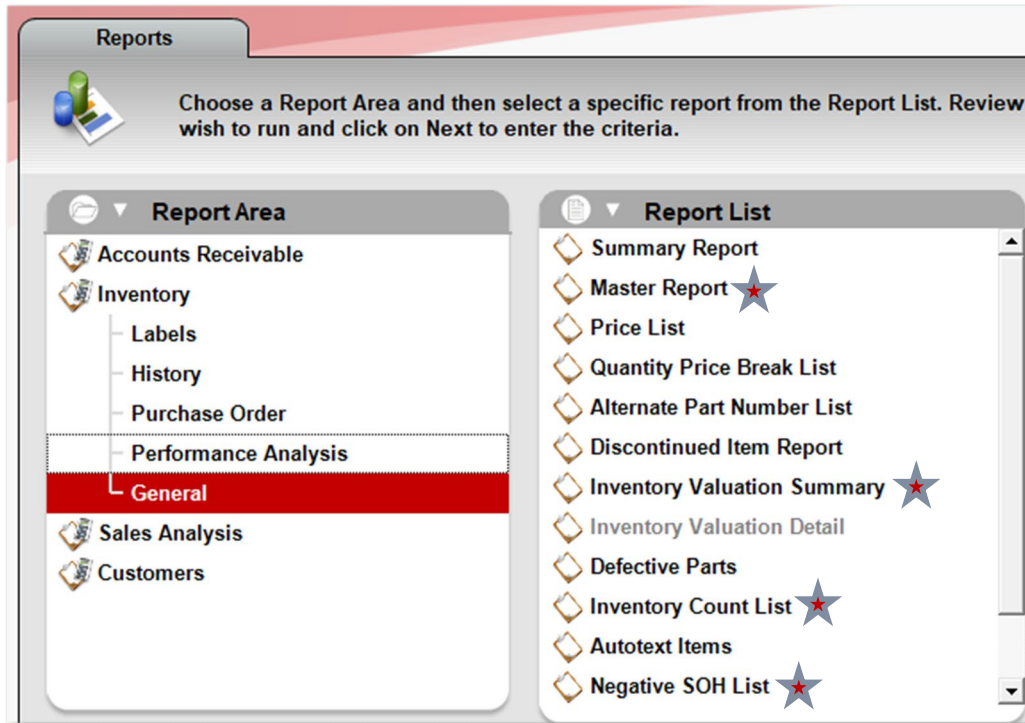 Reports
Choose a Report Area and then select a specific report from the Report List. Review
wish to run and click on Next to enter the criteria.
Report Area
Accounts Receivable
Inventory
Labels
History
Purchase Order
Performance Analysis
General
Sales Analysis
Customers
Report List
Summary Report
Master Report
Price List
Quantity Price Break List
Alternate Part Number List
Discontinued Item Report
Inventory Valuation Summary
Inventory Valuation Detail
Defective Parts
Inventory Count List
Autotext Items
Negative SOH List